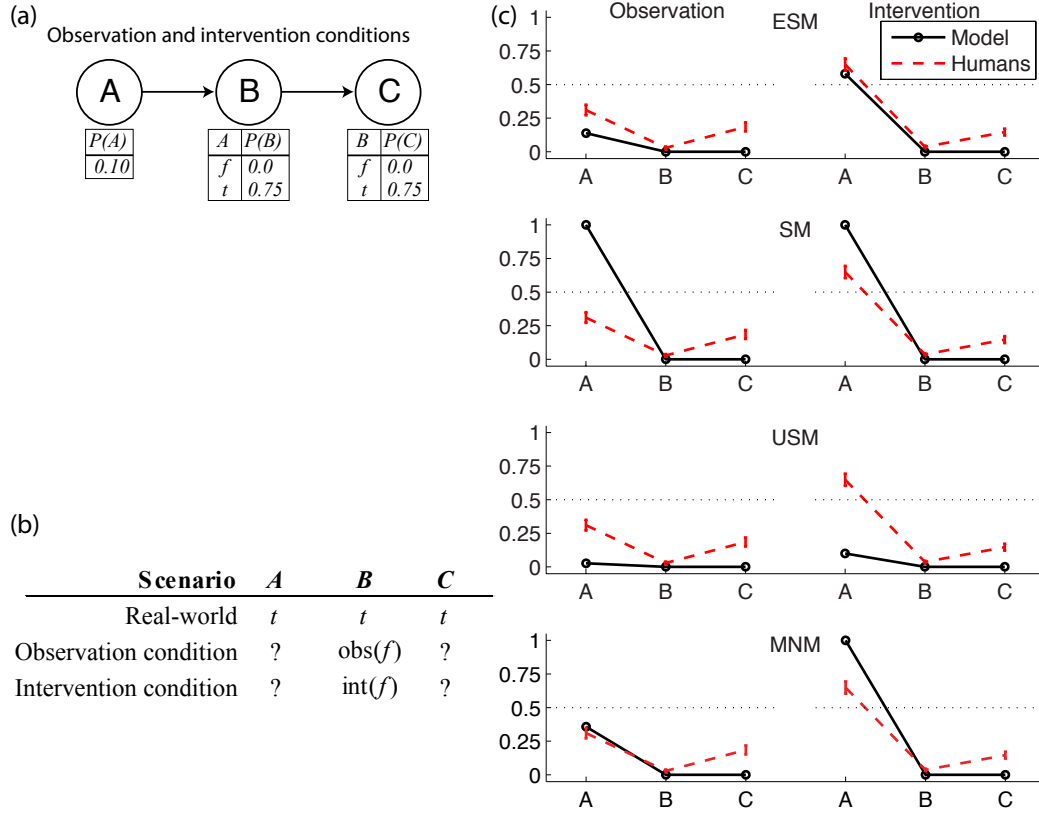 (a)
Observation and intervention conditions
A B C
P(A)
0.10
A P(B)
f 0.0
t 0.75
B P(C)
f 0.0
t 0.75
(b)
Scenario A B C
Real-world t t t
Observation condition ? obs(f) ?
Intervention condition ? int(f) ?
(c)
Observation Intervention
ESM
Model
Humans
1
0.75
0.5
0.25
0
A B C A B C
SM
1
0.75
0.5
0.25
0
A B C A B C
USM
1
0.75
0.5
0.25
0
A B C A B C
MNM
1
0.75
0.5
0.25
0
A B C A B C